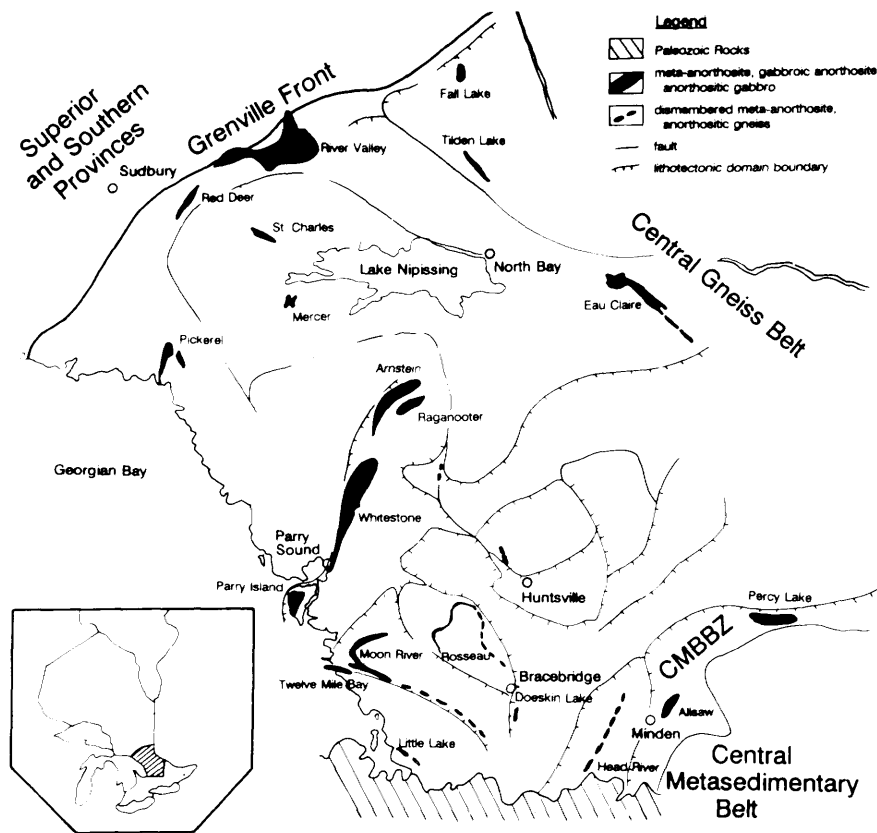 Legend
Paleozoic Rocks
meta-anorthosite, gabbroic anorthosite
anorthositic gabbro
dismembered meta-anorthosite,
anorthositic gneiss
fault
lithotectonic domain boundary
Superior
and Southern
Provinces
Grenville Front
Fall Lake
River Valley
Tilden Lake
Sudbury
Red Deer
St Charles
Lake Nipissing
North Bay
Central Gneiss Belt
Mercer
Eau Claire
Pickerel
Arnstein
Raganooter
Georgian Bay
Whitestone
Parry
Sound
Parry Island
Huntsville
Percy Lake
CMBBZ
Moon River
Rosseau
Twelve Mile Bay
Bracebridge
Doeskin Lake
Allsaw
Minden
Little Lake
Head River
Central
Metasedimentary
Belt